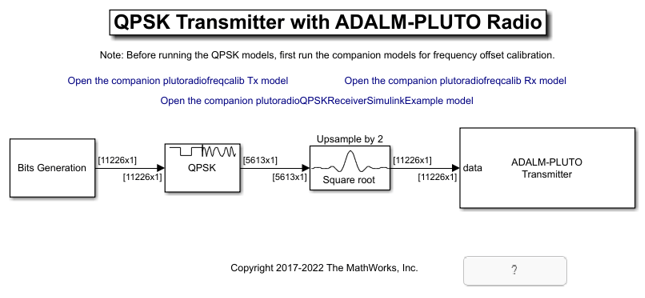 QPSK Transmitter with ADALM-PLUTO Radio
Note: Before running the QPSK models, first run the companion models for frequency offset calibration.
Open the companion plutoradiofreqcalib Tx model
Open the companion plutoradiofreqcalib Rx model
Open the companion plutoradioQPSKReceiverSimulinkExample model
Bits Generation
[11226x1]
[11226x1]
QPSK
[5613x1]
[5613x1]
Upsample by 2
Square root
[11226x1]
[11226x1]
data
ADALM-PLUTO
Transmitter
Copyright 2017-2022 The MathWorks, Inc.
?